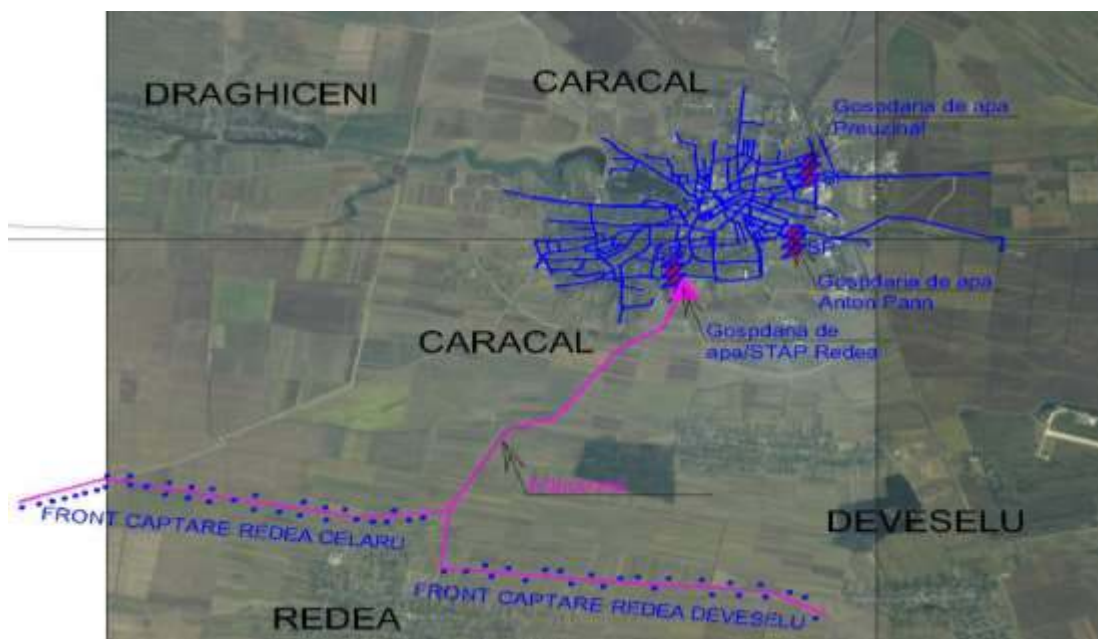 DRAGHICENI
CARACAL
Gospdaria de apa
Preuzinal
SP
Gospdaria de apa
Anton Pann
CARACAL
Gospdaria de
apa/STAP Redea
FRONT CAPTARE REDEA CELARU
DEVESELU
FRONT CAPTARE REDEA DEVESELU
REDEA